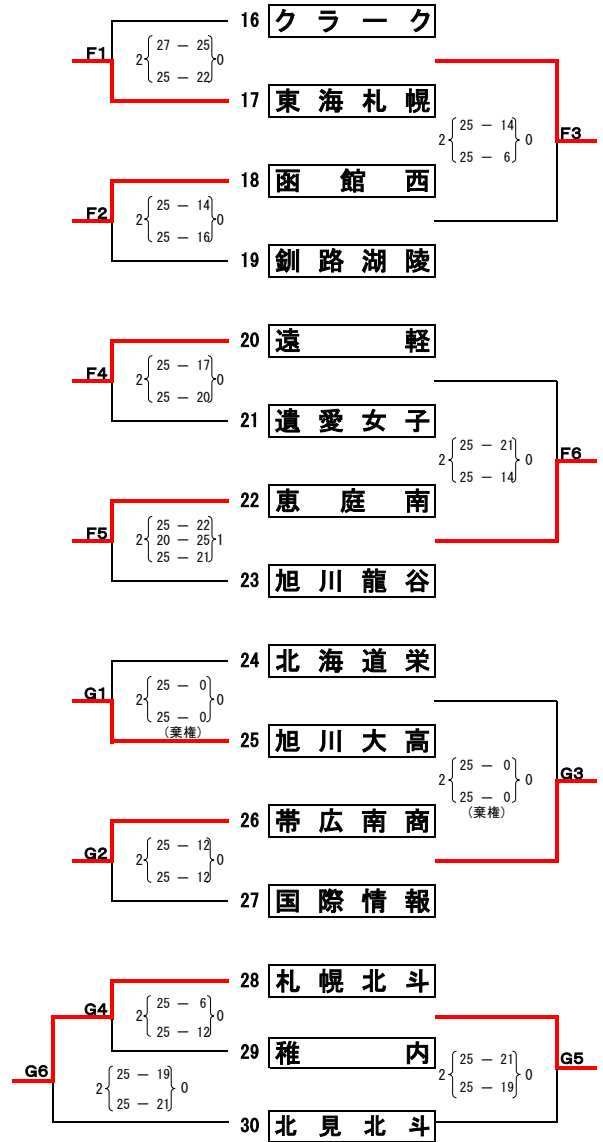 16 クラーク
F1
2 27 － 25 0
25 － 22
17 東海札幌
2 25 － 14 0
25 － 6
F3
18 函館西
F2
2 25 － 14 0
25 － 16
19 釧路湖陵
20 遠軽
F4
2 25 － 17 0
25 － 20
21 遺愛女子
2 25 － 21 0
25 － 14
F6
22 恵庭南
F5
25 － 22
2 20 － 25 1
25 － 21
23 旭川龍谷
24 北海道栄
G1
2 25 － 0 0
25 － 0
(棄権)
25 旭川大高
2 25 － 0 0
25 － 0
(棄権)
G3
26 帯広南商
G2
2 25 － 12 0
25 － 12
27 国際情報
28 札幌北斗
G4
2 25 － 6 0
25 － 12
29 稚内
G6
2 25 － 19 0
25 － 21
2 25 － 21 0
25 － 19
G5
30 北見北斗